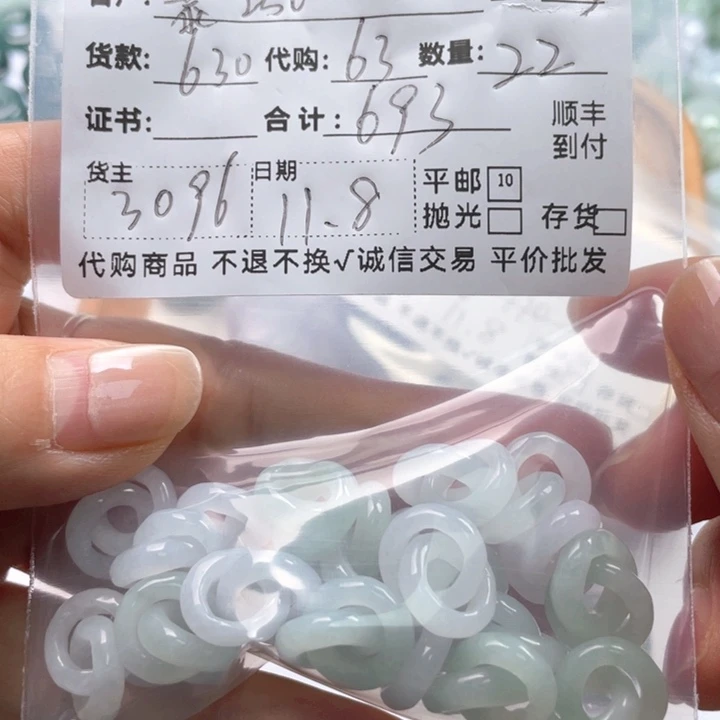 货款: 630 代购: 63 数量: 22
证书: 合计: 693 顺丰
到付
货主 3096 日期 11.8 平邮 10
抛光 存货
代购商品 不退不换√诚信交易 平价批发